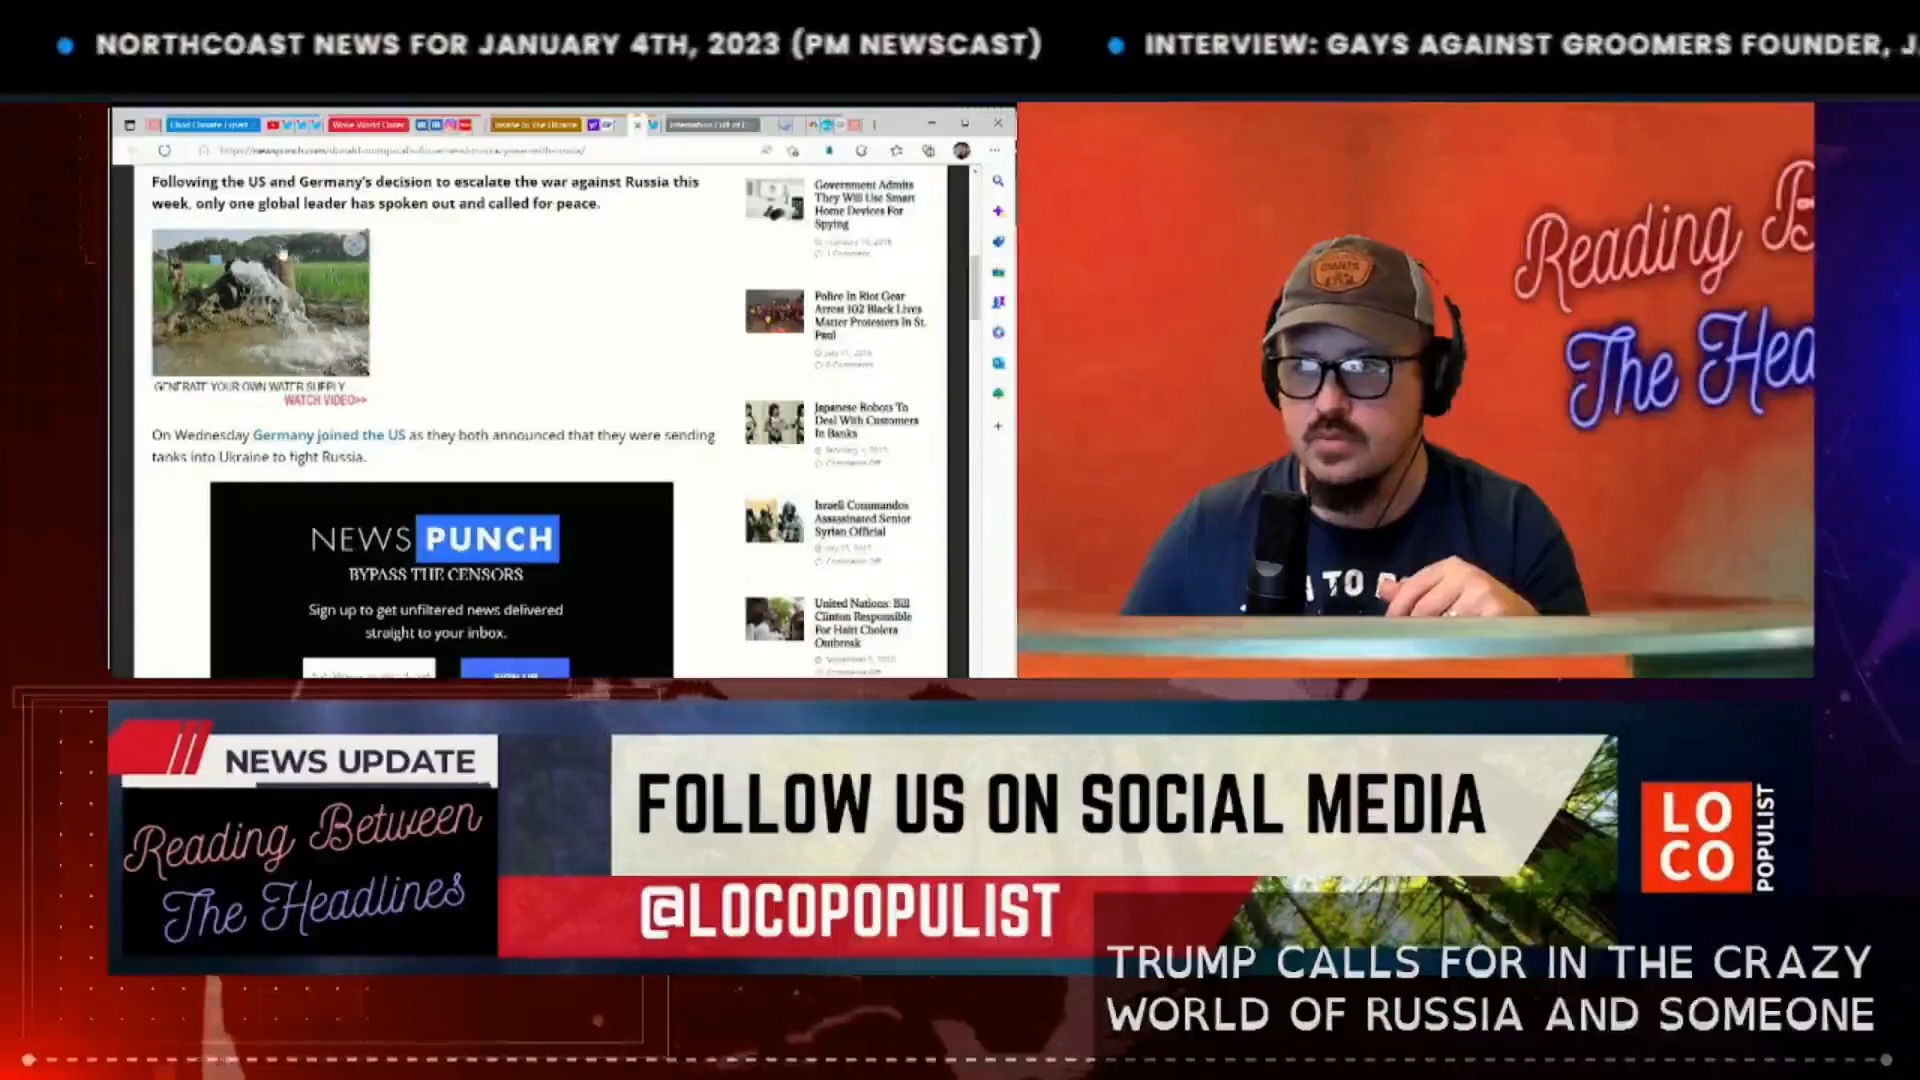 NORTHCOAST NEWS FOR JANUARY 4TH, 2023 (PM NEWSCAST)
INTERVIEW: GAYS AGAINST GROOMERS FOUNDER, J
Woke World Order
Following the US and Germany's decision to escalate the war against Russia this
week, only one global leader has spoken out and called for peace.
GENERATE YOUR OWN WATER SUPPLY
WATCH VIDEO>>
On Wednesday Germany joined the US as they both announced that they were sending
tanks into Ukraine to fight Russia.
NEWS PUNCH
BYPASS THE CENSORS
Sign up to get unfiltered news delivered
straight to your inbox.
SIGN UP
Government Admits
They Will Use Smart
Home Devices For
Spying
Police In Riot Gear
Arrest 102 Black Lives
Matter Protesters In St.
Paul
Japanese Robots To
Deal With Customers
In Banks
Israeli Commandos
Assassinated Senior
Syrian Official
United Nations: Bill
Clinton Responsible
For Haiti Cholera
Outbreak
Reading B
The Hea
GIANTS
TO
NEWS UPDATE
Reading Between
The Headlines
FOLLOW US ON SOCIAL MEDIA
@LOCOPOPULIST
LO
CO
POPULIST
TRUMP CALLS FOR IN THE CRAZY
WORLD OF RUSSIA AND SOMEONE